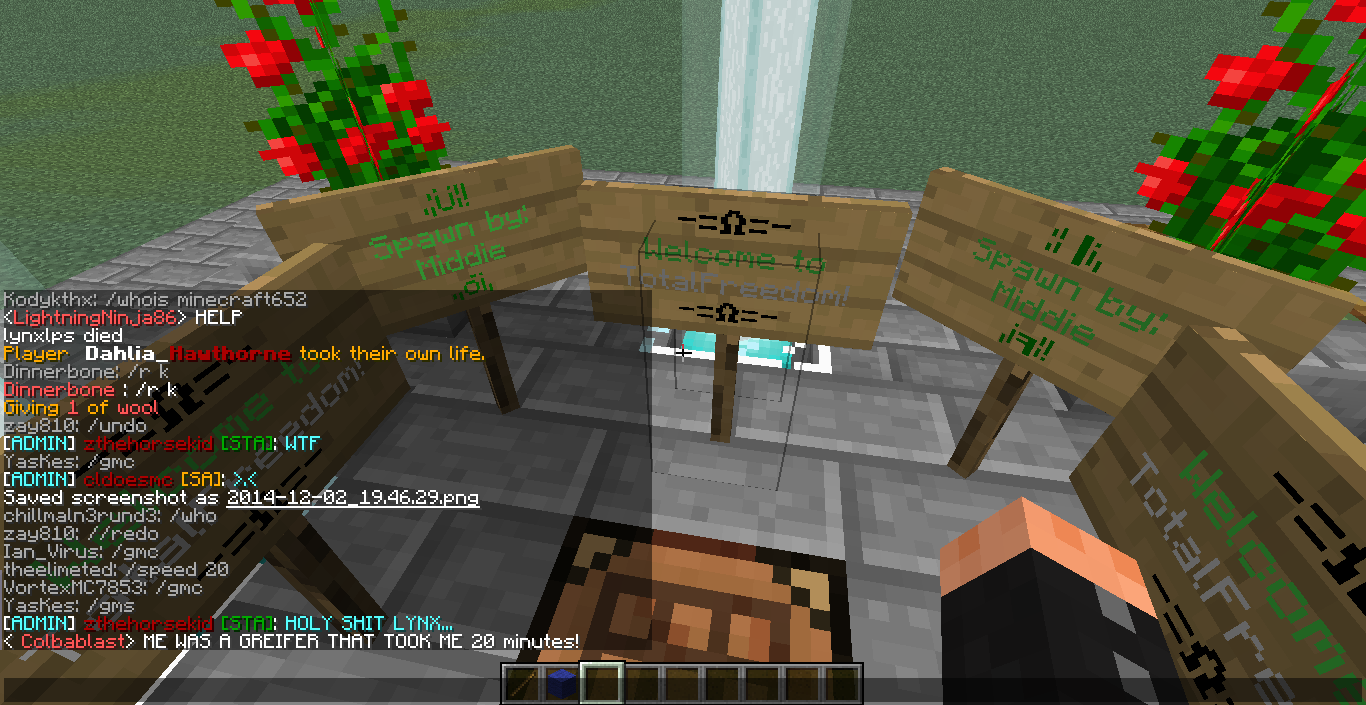 ¡¡Ui!!
Spawn by:
Middie
-=Ω=-
Welcome to
TotalFreedom!
-=Ω=-
Spawn by:
Middie
Welcome
TotalFre
Kodykthx: /whois minecraft652
<LightningNinja86> HELP
lynxlps died
Player Dahlia_Hawthorne took their own life.
Dinnerbone: /r k
Dinnerbone : /r k
Giving 1 of wool
zay810: /undo
[ADMIN] zthehorsekid [STA]: WTF
YasKes: /gmc
[ADMIN] cldoesmc [SA]: >.<
Saved screenshot as 2014-12-02_19.46.29.png
chillmaln3rund3: /who
zay810: //redo
Ian_Virus: /gmc
theelimeted: /speed 20
VortexMC7853: /gmc
YasKes: /gms
[ADMIN] zthehorsekid [STA]: HOLY SHIT LYNX...
< Colbablast> ME WAS A GREIFER THAT TOOK ME 20 minutes!